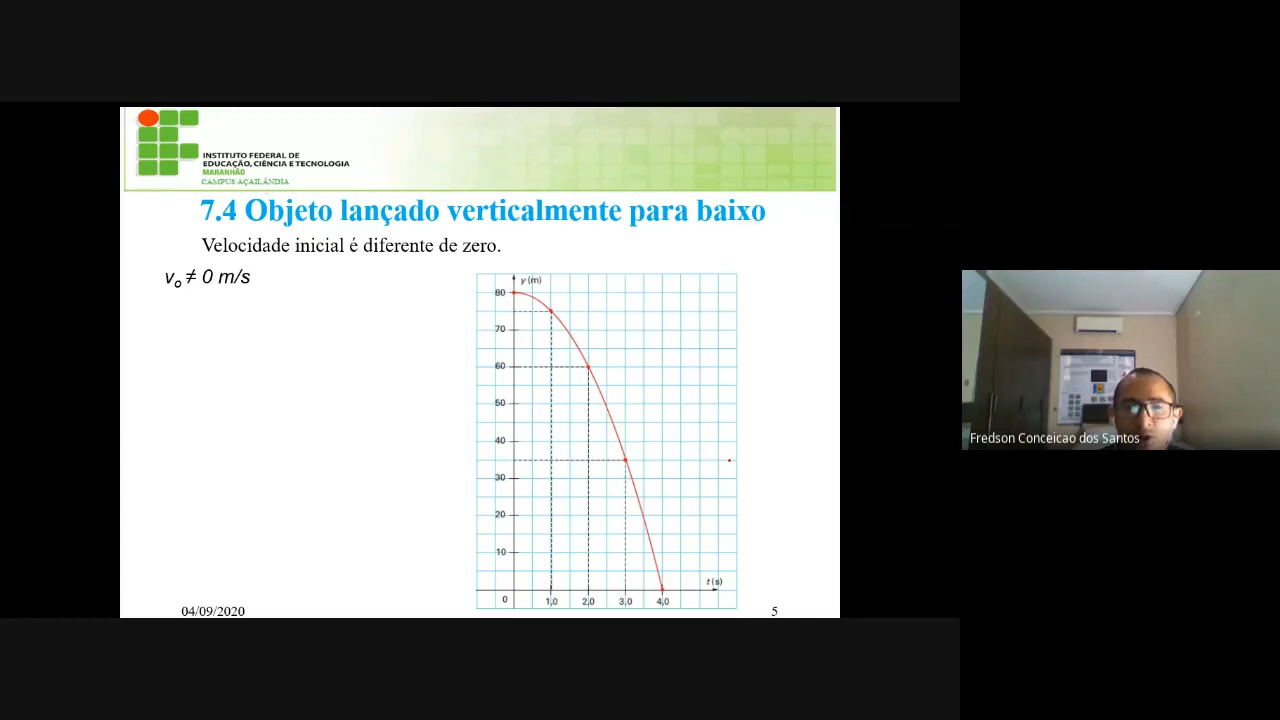 INSTITUTO FEDERAL DE
EDUCAÇÃO, CIÊNCIA E TECNOLOGIA
MARANHÃO
CAMPUS AÇAILÂNDIA
7.4 Objeto lançado verticalmente para baixo
Velocidade inicial é diferente de zero.
vo ≠ 0 m/s
y (m)
80
70
60
50
40
30
20
10
t (s)
0 1,0 2,0 3,0 4,0
04/09/2020
5
Fredson Conceicao dos Santos